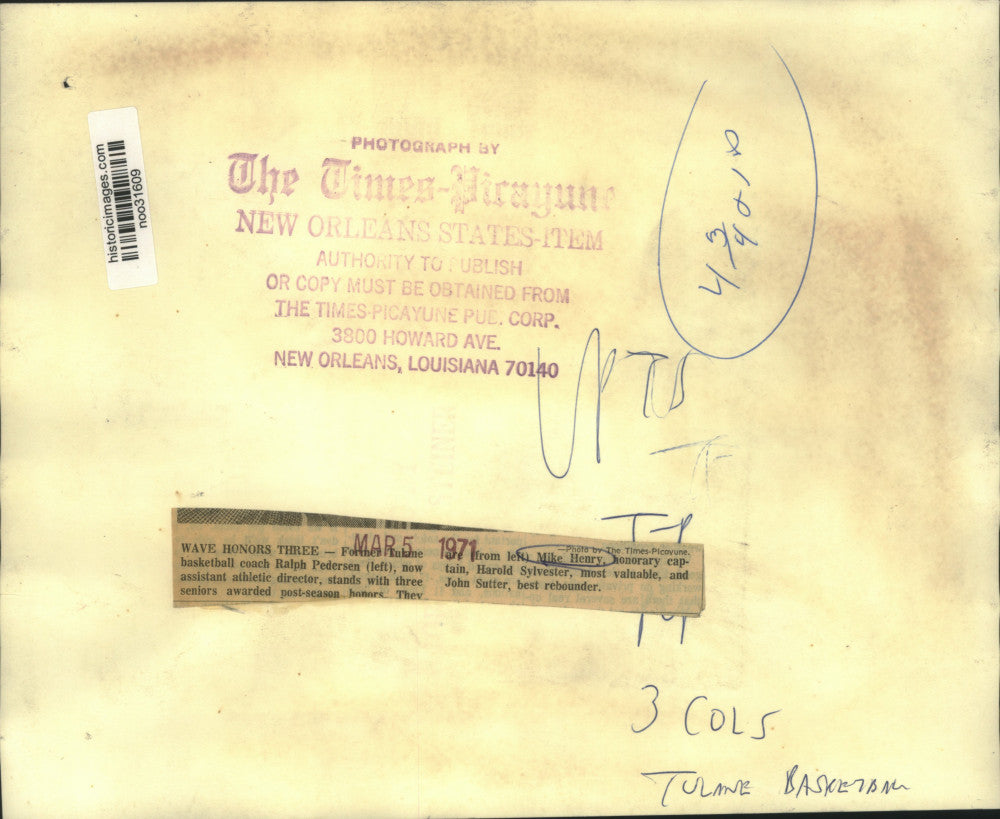 historicimages.com
noo31609
PHOTOGRAPH BY
The Times-Picayune
NEW ORLEANS STATES-ITEM
AUTHORITY TO PUBLISH
OR COPY MUST BE OBTAINED FROM
THE TIMES-PICAYUNE PUB. CORP.
3800 HOWARD AVE.
NEW ORLEANS, LOUISIANA 70140
4 3/4
MAR 5 1971
WAVE HONORS THREE — Former Tulane
basketball coach Ralph Pedersen (left), now
assistant athletic director, stands with three
seniors awarded post-season honors. They
—Photo by The Times-Picayune.
are (from left) Mike Henry, honorary cap-
tain, Harold Sylvester, most valuable, and
John Sutter, best rebounder.
T-P
3 COLS
TULANE BASKETBALL